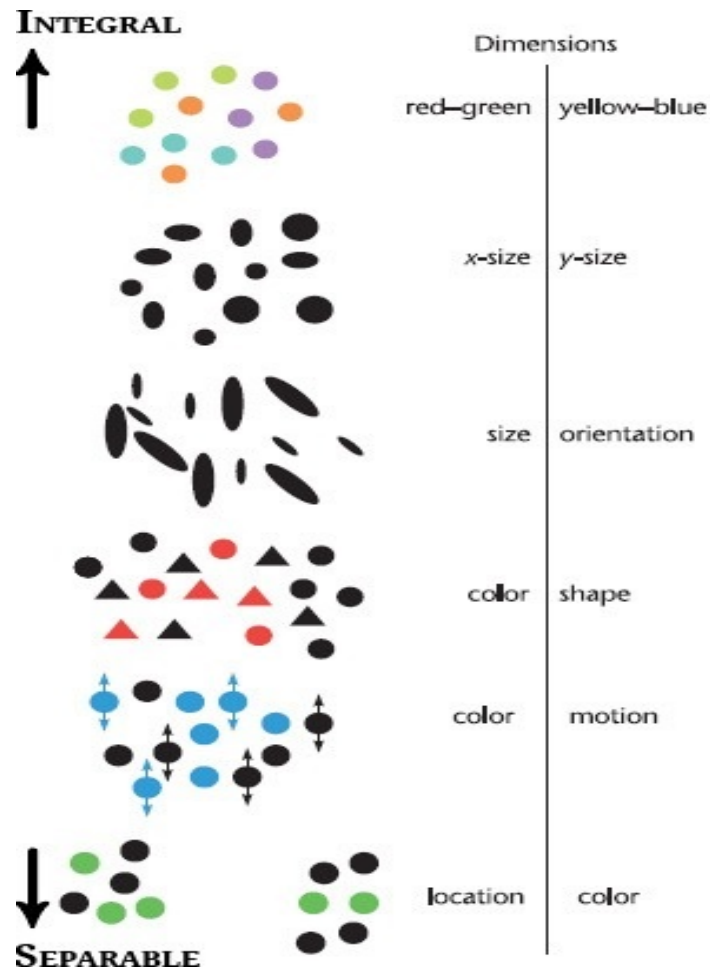 INTEGRAL
Dimensions
red–green yellow–blue
x-size y-size
size orientation
color shape
color motion
location color
SEPARABLE